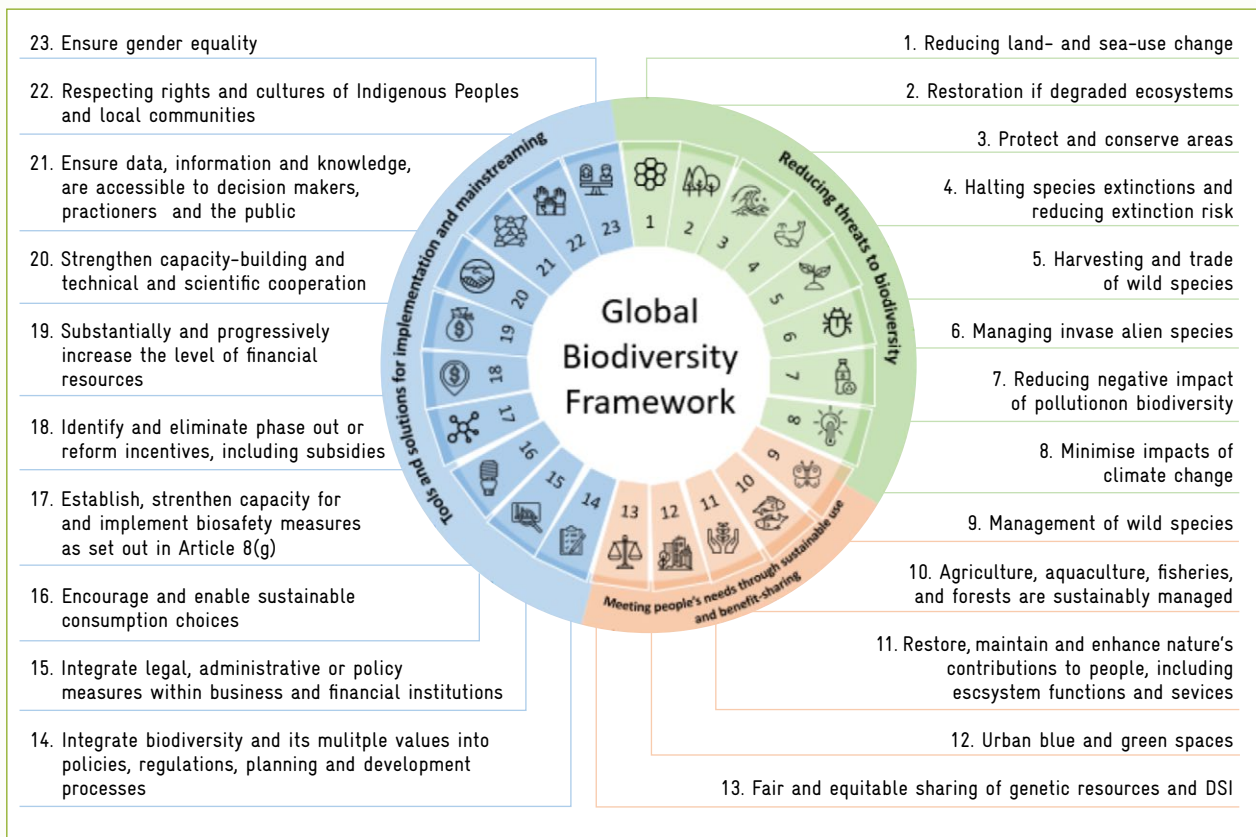 23. Ensure gender equality
22. Respecting rights and cultures of Indigenous Peoples
and local communities
21. Ensure data, information and knowledge,
are accessible to decision makers,
practioners and the public
20. Strengthen capacity-building and
technical and scientific cooperation
19. Substantially and progressively
increase the level of financial
resources
18. Identify and eliminate phase out or
reform incentives, including subsidies
17. Establish, strenthen capacity for
and implement biosafety measures
as set out in Article 8(g)
16. Encourage and enable sustainable
consumption choices
15. Integrate legal, administrative or policy
measures within business and financial institutions
14. Integrate biodiversity and its mulitple values into
policies, regulations, planning and development
processes
Tools and solutions for implementation and mainstreaming
Reducing threats to biodiversity
Meeting people's needs through sustainable use
and benefit-sharing
1
2
3
4
5
6
7
8
9
10
11
12
13
14
15
16
17
18
19
20
21
22
23
Global
Biodiversity
Framework
1. Reducing land- and sea-use change
2. Restoration if degraded ecosystems
3. Protect and conserve areas
4. Halting species extinctions and
reducing extinction risk
5. Harvesting and trade
of wild species
6. Managing invase alien species
7. Reducing negative impact
of pollutionon biodiversity
8. Minimise impacts of
climate change
9. Management of wild species
10. Agriculture, aquaculture, fisheries,
and forests are sustainably managed
11. Restore, maintain and enhance nature's
contributions to people, including
escsystem functions and sevices
12. Urban blue and green spaces
13. Fair and equitable sharing of genetic resources and DSI